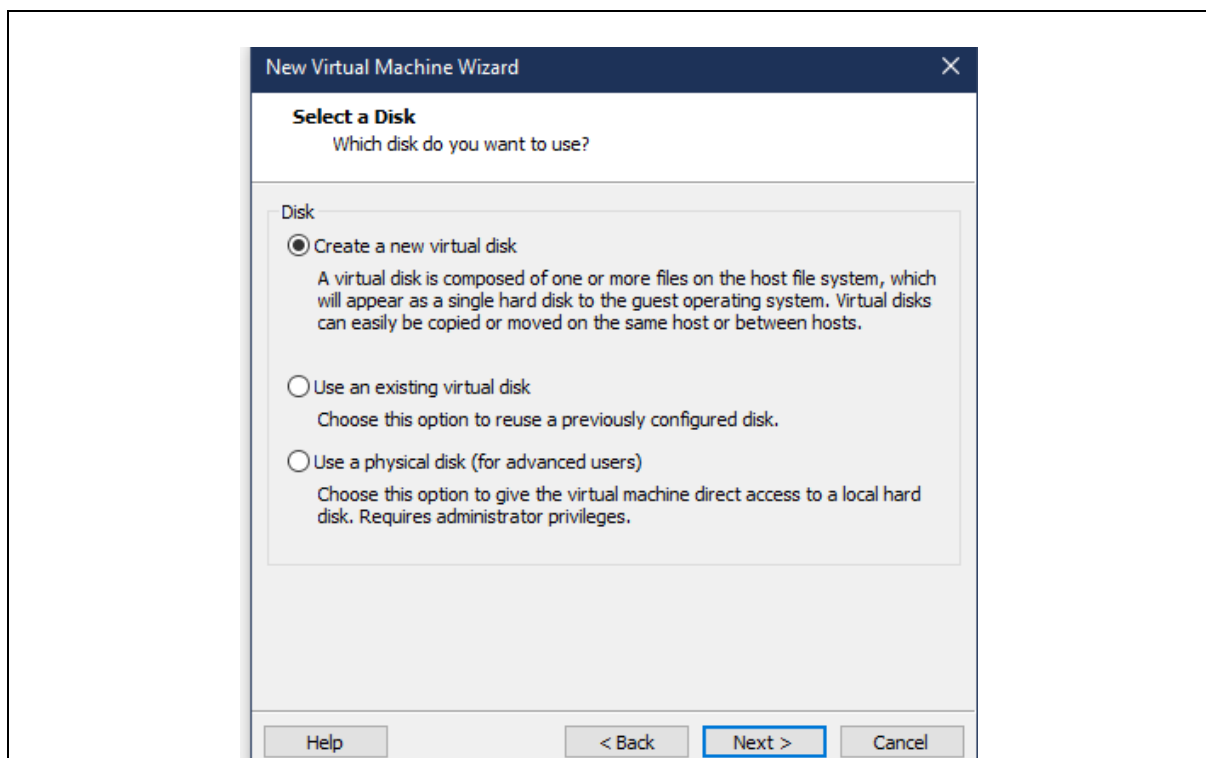 New Virtual Machine Wizard
Select a Disk
Which disk do you want to use?
Disk
Create a new virtual disk
A virtual disk is composed of one or more files on the host file system, which
will appear as a single hard disk to the guest operating system. Virtual disks
can easily be copied or moved on the same host or between hosts.
Use an existing virtual disk
Choose this option to reuse a previously configured disk.
Use a physical disk (for advanced users)
Choose this option to give the virtual machine direct access to a local hard
disk. Requires administrator privileges.
Help < Back Next > Cancel